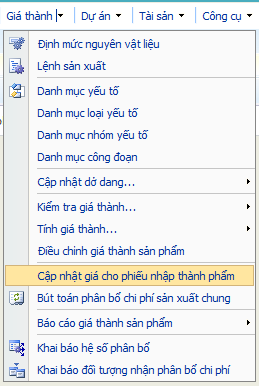 Giá thành Dự án Tài sản Công cụ
Định mức nguyên vật liệu
Lệnh sản xuất
Danh mục yếu tố
Danh mục loại yếu tố
Danh mục nhóm yếu tố
Danh mục công đoạn
Cập nhật dở dang...
Kiểm tra giá thành...
Tính giá thành...
Điều chỉnh giá thành sản phẩm
Cập nhật giá cho phiếu nhập thành phẩm
Bút toán phân bổ chi phí sản xuất chung
Báo cáo giá thành sản phẩm
Khai báo hệ số phân bổ
Khai báo đối tượng nhận phân bổ chi phí